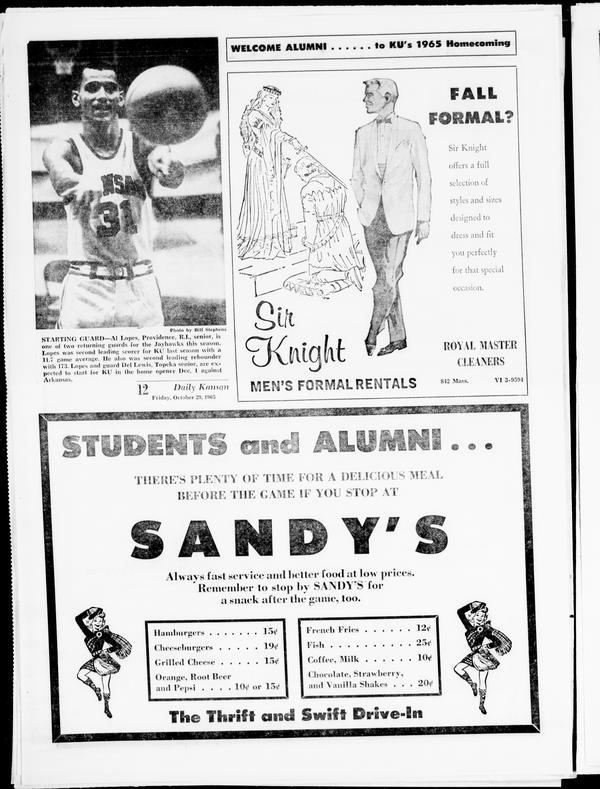 WELCOME ALUMNI . . . . . . to KU's 1965 Homecoming
NSAS
31
Photo by Bill Stephens
STARTING GUARD—Al Lopes, Providence, R.I., senior, is
one of two returning guards for the Jayhawks this season.
Lopes was second leading scorer for KU last season with a
11.7 game average. He also was second leading rebounder
with 173. Lopes and guard Del Lewis, Topeka senior, are ex-
pected to start for KU in the home opener Dec. 1 against
Arkansas.
12 Daily Kansan
Friday, October 29, 1965
FALL
FORMAL?
Sir Knight
offers a full
selection of
styles and sizes
designed to
dress and fit
you perfectly
for that special
occasion.
Sir
Knight
MEN'S FORMAL RENTALS
ROYAL MASTER
CLEANERS
842 Mass. VI 3-9594
STUDENTS and ALUMNI . . .
THERE'S PLENTY OF TIME FOR A DELICIOUS MEAL
BEFORE THE GAME IF YOU STOP AT
SANDY'S
Always fast service and better food at low prices.
Remember to stop by SANDY'S for
a snack after the game, too.
Hamburgers . . . . . . . 15¢
Cheeseburgers . . . . . 19¢
Grilled Cheese . . . . . 15¢
Orange, Root Beer
and Pepsi . . . . 10¢ or 15¢
French Fries . . . . . . 12¢
Fish . . . . . . . . . . 25¢
Coffee, Milk . . . . . . 10¢
Chocolate, Strawberry,
and Vanilla Shakes . . . 20¢
The Thrift and Swift Drive-In